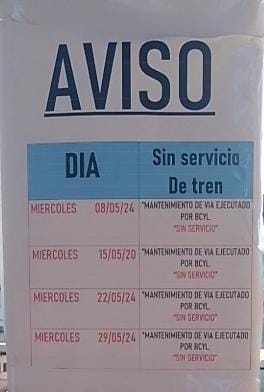 AVISO
DIA
Sin servicio
De tren
MIERCOLES 08/05/24
"MANTENIMIENTO DE VIA EJECUTADO
POR BCYL.
"SIN SERVICIO"
MIERCOLES 15/05/20
"MANTENIMIENTO DE VIA EJECUTADO
POR BCYL.
"SIN SERVICIO"
MIERCOLES 22/05/24
"MANTENIMIENTO DE VIA EJECUTADO
POR BCYL.
"SIN SERVICIO"
MIERCOLES 29/05/24
"MANTENIMIENTO DE VIA EJECUTADO
POR BCYL.
"SIN SERVICIO"